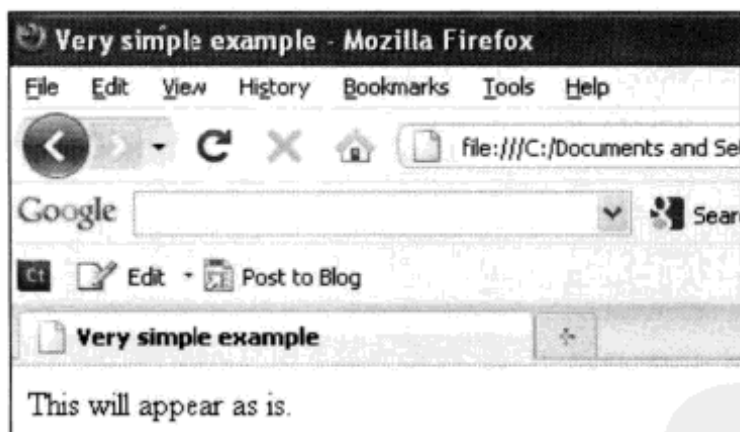 Very simple example - Mozilla Firefox
File Edit View History Bookmarks Tools Help
file:///C:/Documents and Se
Google Sear
Ct Edit Post to Blog
Very simple example
This will appear as is.